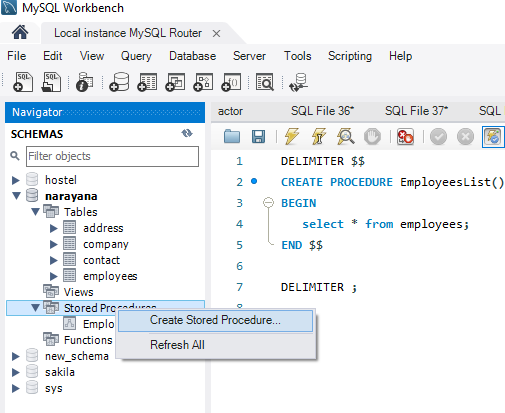 MySQL Workbench
Local instance MySQL Router
File Edit View Query Database Server Tools Scripting Help
Navigator
SCHEMAS
Filter objects
hostel
narayana
Tables
address
company
contact
employees
Views
Stored Procedures
Emplo
Functions
new_schema
sakila
sys
Create Stored Procedure...
Refresh All
actor SQL File 36* SQL File 37* SQL
1 DELIMITER $$
2 CREATE PROCEDURE EmployeesList()
3 BEGIN
4 select * from employees;
5 END $$
6
7 DELIMITER ;